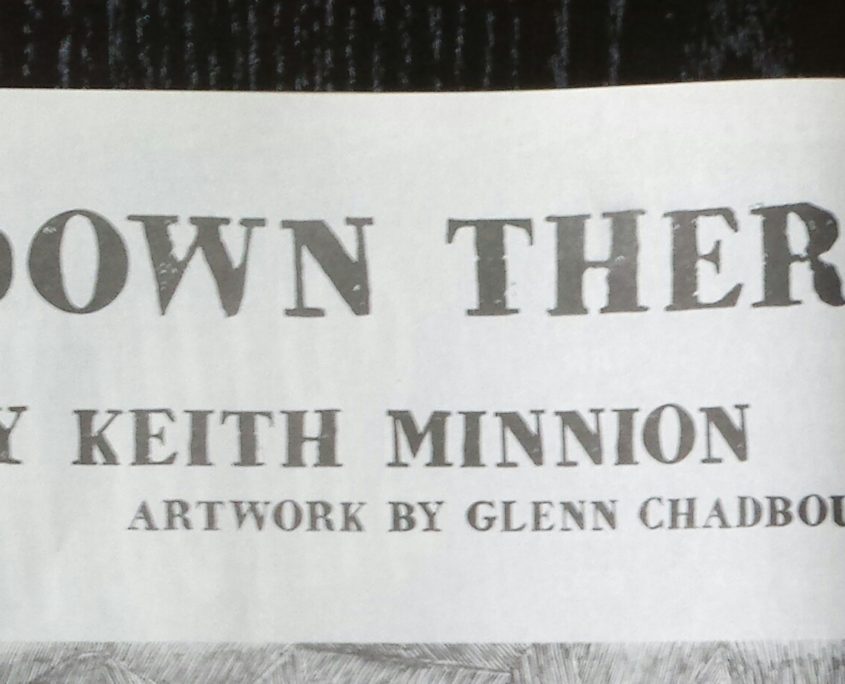 DOWN THER
Y KEITH MINNION
ARTWORK BY GLENN CHADBOU